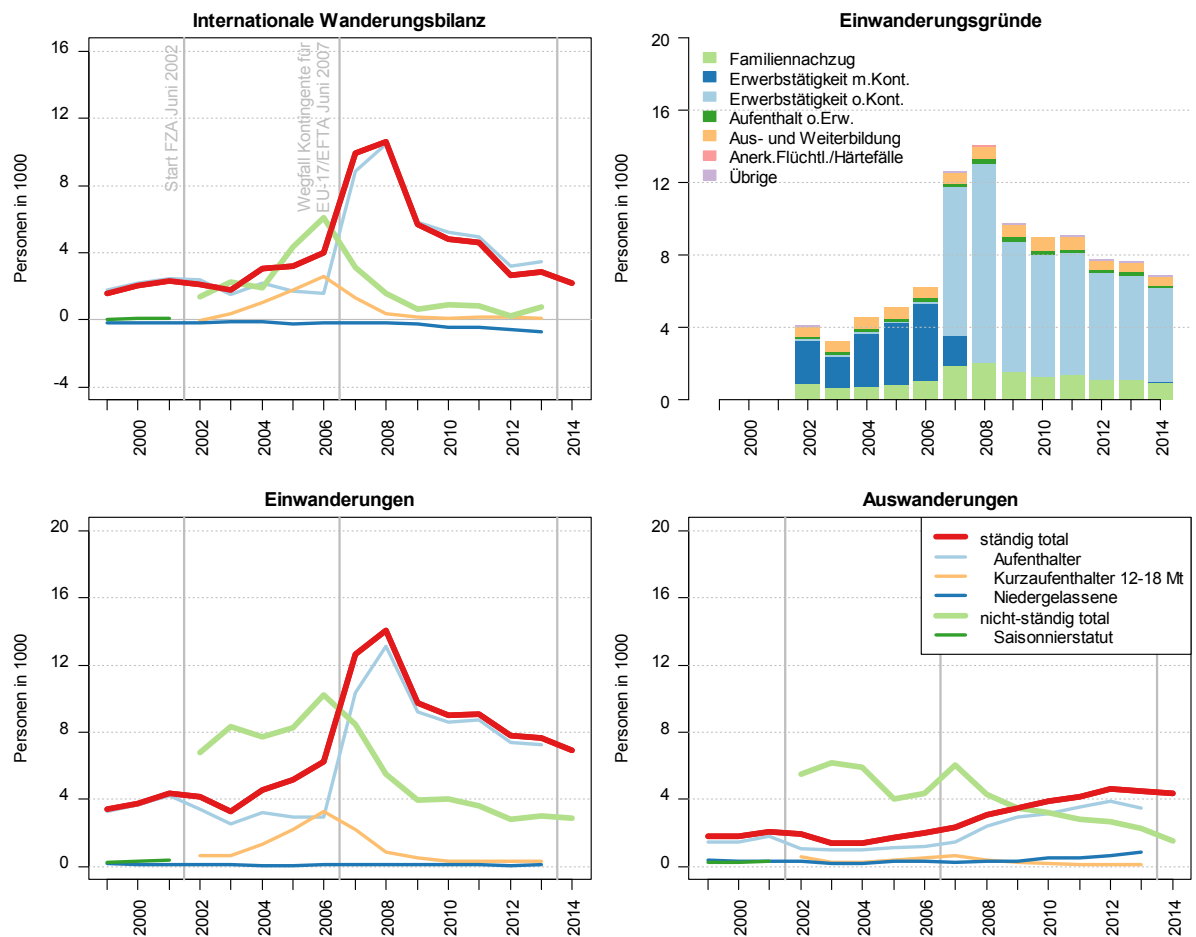 Internationale Wanderungsbilanz
Personen in 1000
16
12
8
4
0
-4
Start FZA Juni 2002
Wegfall Kontingente für
EU-17/EFTA Juni 2007
2000
2002
2004
2006
2008
2010
2012
2014
Einwanderungsgründe
Personen in 1000
20
16
12
8
4
0
Familiennachzug
Erwerbstätigkeit m.Kont.
Erwerbstätigkeit o.Kont.
Aufenthalt o.Erw.
Aus- und Weiterbildung
Anerk.Flüchtl./Härtefälle
Übrige
2000
2002
2004
2006
2008
2010
2012
2014
Einwanderungen
Personen in 1000
20
16
12
8
4
0
2000
2002
2004
2006
2008
2010
2012
2014
Auswanderungen
Personen in 1000
20
16
12
8
4
0
ständig total
Aufenthalter
Kurzaufenthalter 12-18 Mt
Niedergelassene
nicht-ständig total
Saisonnierstatut
2000
2002
2004
2006
2008
2010
2012
2014